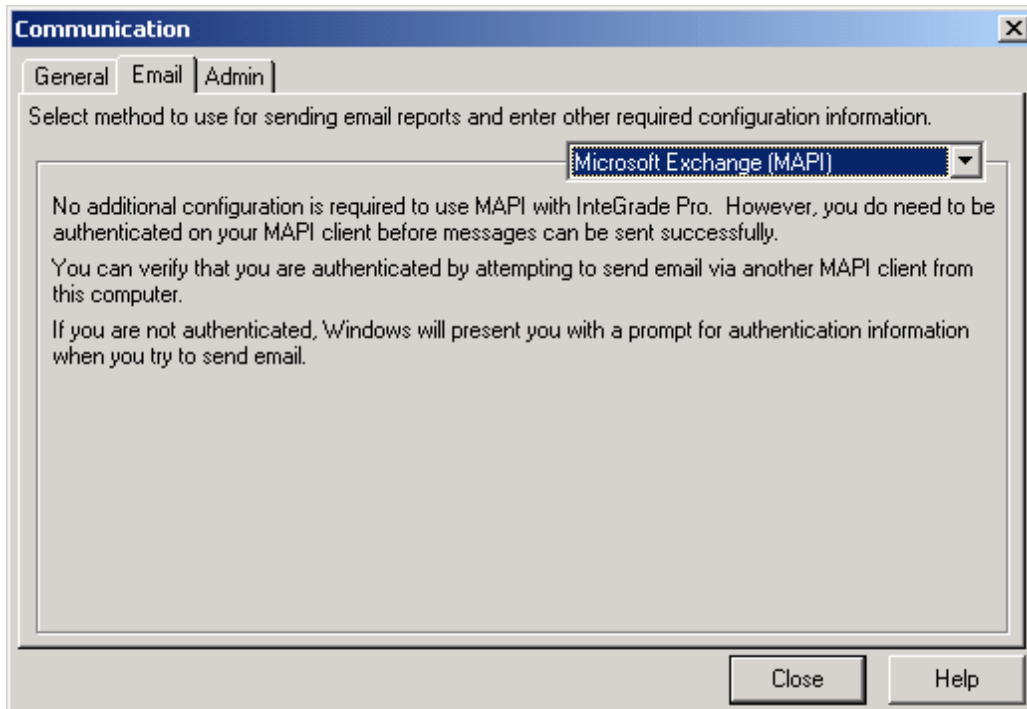 Communication
General Email Admin
Select method to use for sending email reports and enter other required configuration information.
Microsoft Exchange (MAPI)
No additional configuration is required to use MAPI with InteGrade Pro.  However, you do need to be
authenticated on your MAPI client before messages can be sent successfully.
You can verify that you are authenticated by attempting to send email via another MAPI client from
this computer.
If you are not authenticated, Windows will present you with a prompt for authentication information
when you try to send email.
Close Help